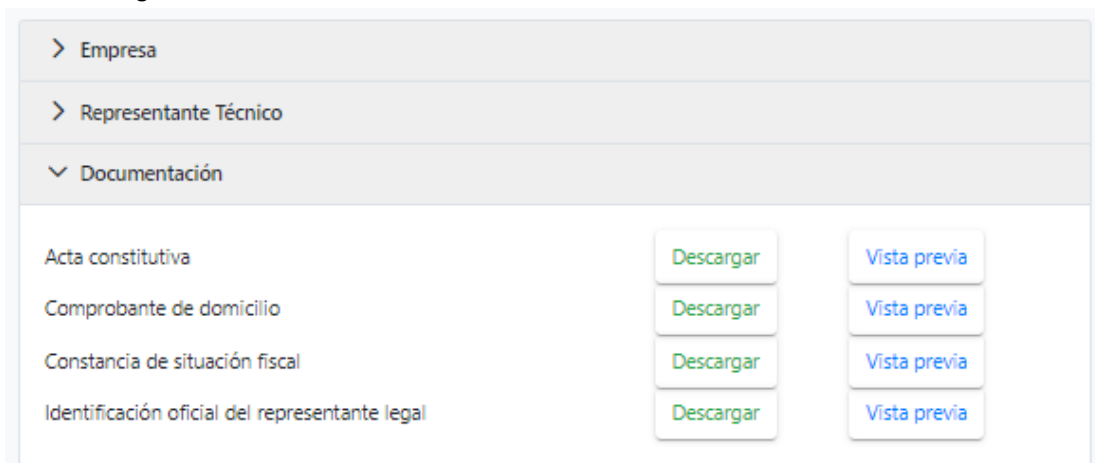 Empresa
Representante Técnico
Documentación
Acta constitutiva Descargar Vista previa
Comprobante de domicilio Descargar Vista previa
Constancia de situación fiscal Descargar Vista previa
Identificación oficial del representante legal Descargar Vista previa